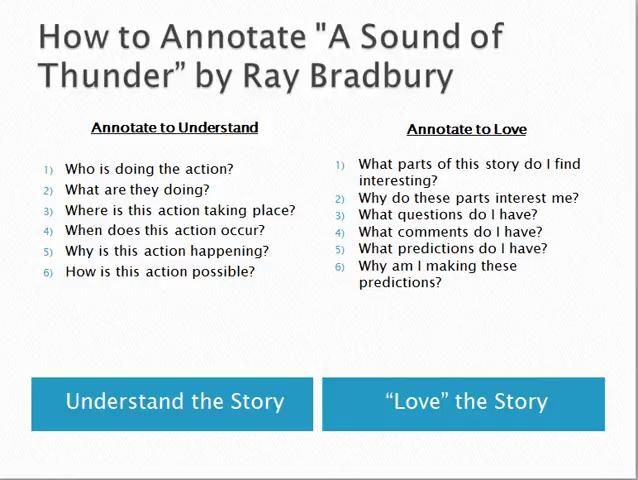 How to Annotate "A Sound of
Thunder” by Ray Bradbury
Annotate to Understand
1) Who is doing the action?
2) What are they doing?
3) Where is this action taking place?
4) When does this action occur?
5) Why is this action happening?
6) How is this action possible?
Annotate to Love
1) What parts of this story do I find
interesting?
2) Why do these parts interest me?
3) What questions do I have?
4) What comments do I have?
5) What predictions do I have?
6) Why am I making these
predictions?
Understand the Story
“Love” the Story